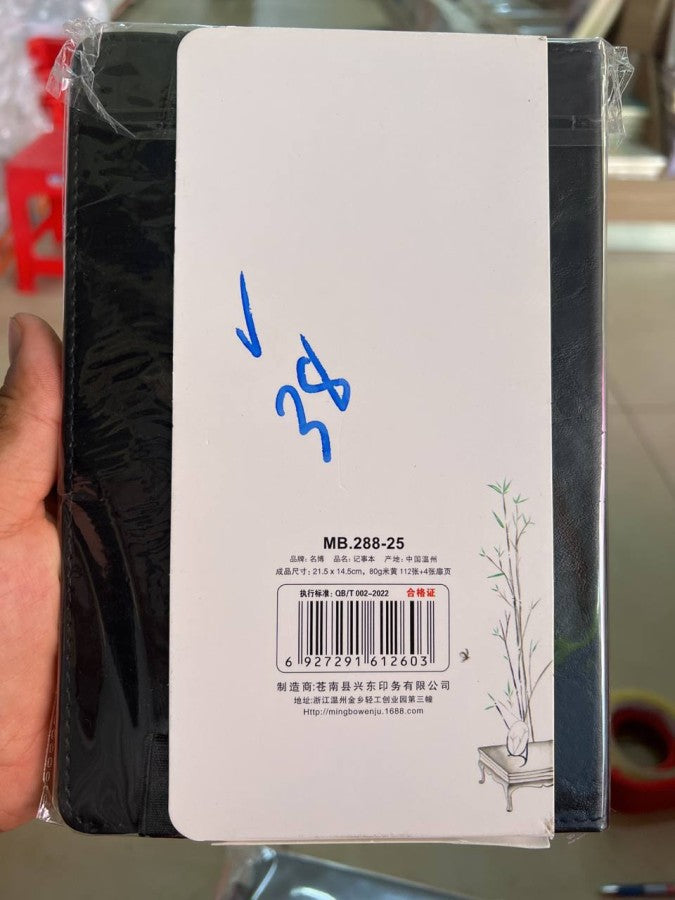 ✓
38
MB.288-25
品牌: 名博 品名: 记事本 产地: 中国温州
成品尺寸: 21.5 x 14.5cm, 80g米黄 112张+4张扉页
执行标准: QB/T 002-2022 合格证
6 927291 612603
制造商:苍南县兴东印务有限公司
地址:浙江温州金乡轻工创业园第三幢
Http://mingbowenju.1688.com